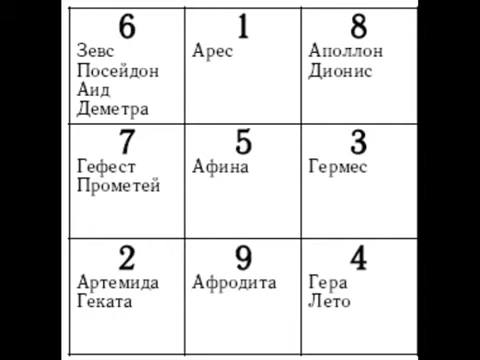 6
Зевс
Посейдон
Аид
Деметра
1
Арес
8
Аполлон
Дионис
7
Гефест
Прометей
5
Афина
3
Гермес
2
Артемида
Геката
9
Афродита
4
Гера
Лето